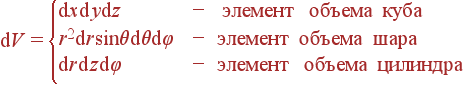 dxdydz – элемент объема куба
dV = { r²drsinθdθdφ – элемент объема шара
drdzdφ – элемент объема цилиндра